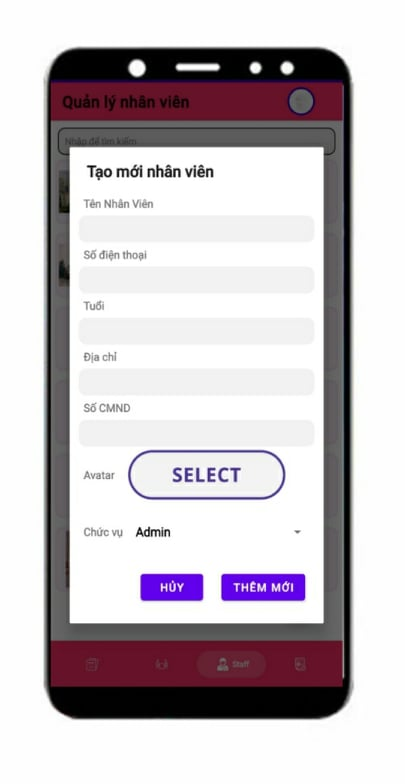 Quản lý nhân viên
Nhập để tìm kiếm
Tạo mới nhân viên
Tên Nhân Viên
Số điện thoại
Tuổi
Địa chỉ
Số CMND
Avatar SELECT
Chức vụ Admin
HỦY THÊM MỚI
Staff